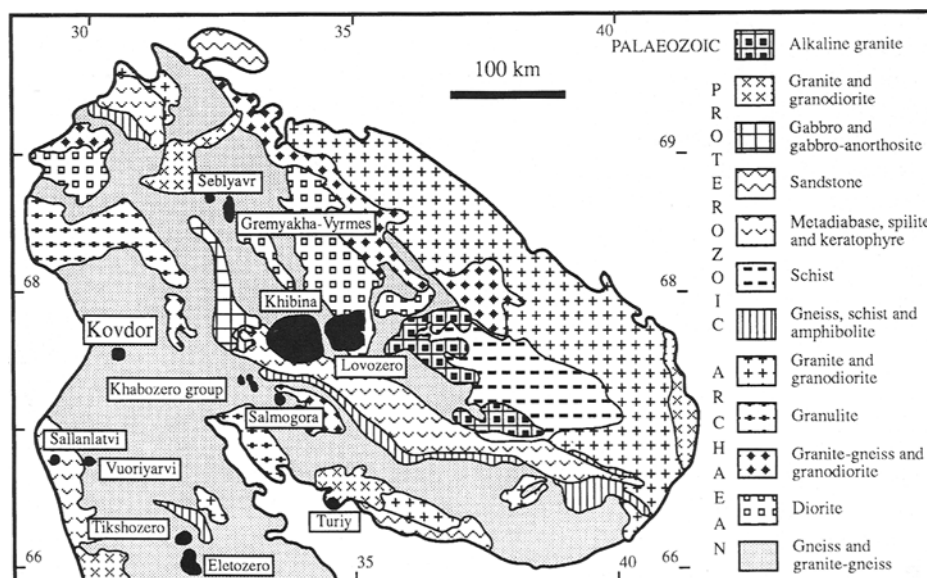 30
35
40
100 km
69
68
68
66
35
40
66
Seblyavr
Gremyakha-Vyrmes
Khibina
Kovdor
Lovozero
Khabozero group
Salmogora
Sallanlatvi
Vuoriyarvi
Tikshozero
Turiy
Eletozero
PALAEOZOIC
PROTEROZOIC
ARCHAEAN
Alkaline granite
Granite and
granodiorite
Gabbro and
gabbro-anorthosite
Sandstone
Metadiabase, spilite
and keratophyre
Schist
Gneiss, schist and
amphibolite
Granite and
granodiorite
Granulite
Granite-gneiss and
granodiorite
Diorite
Gneiss and
granite-gneiss